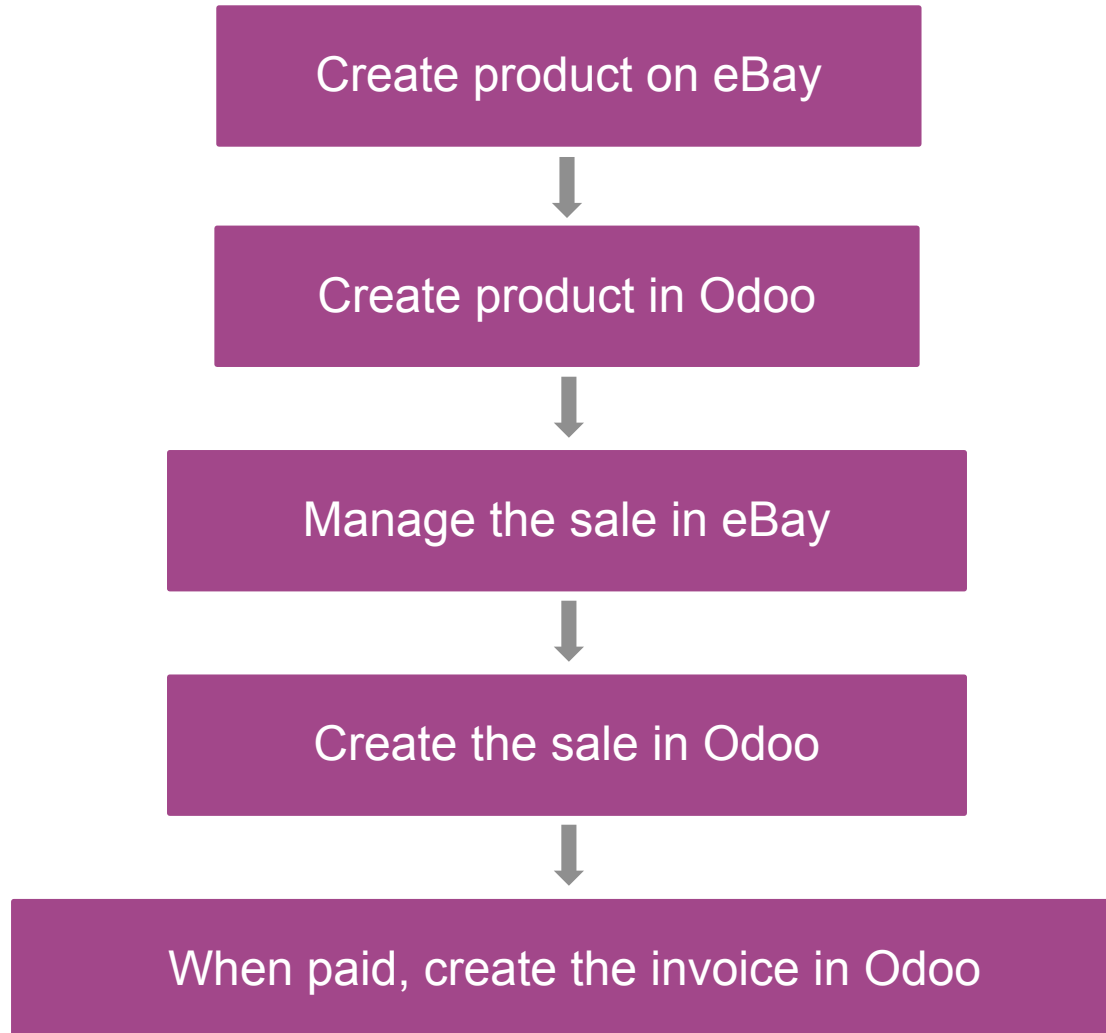 Create product on eBay
Create product in Odoo
Manage the sale in eBay
Create the sale in Odoo
When paid, create the invoice in Odoo